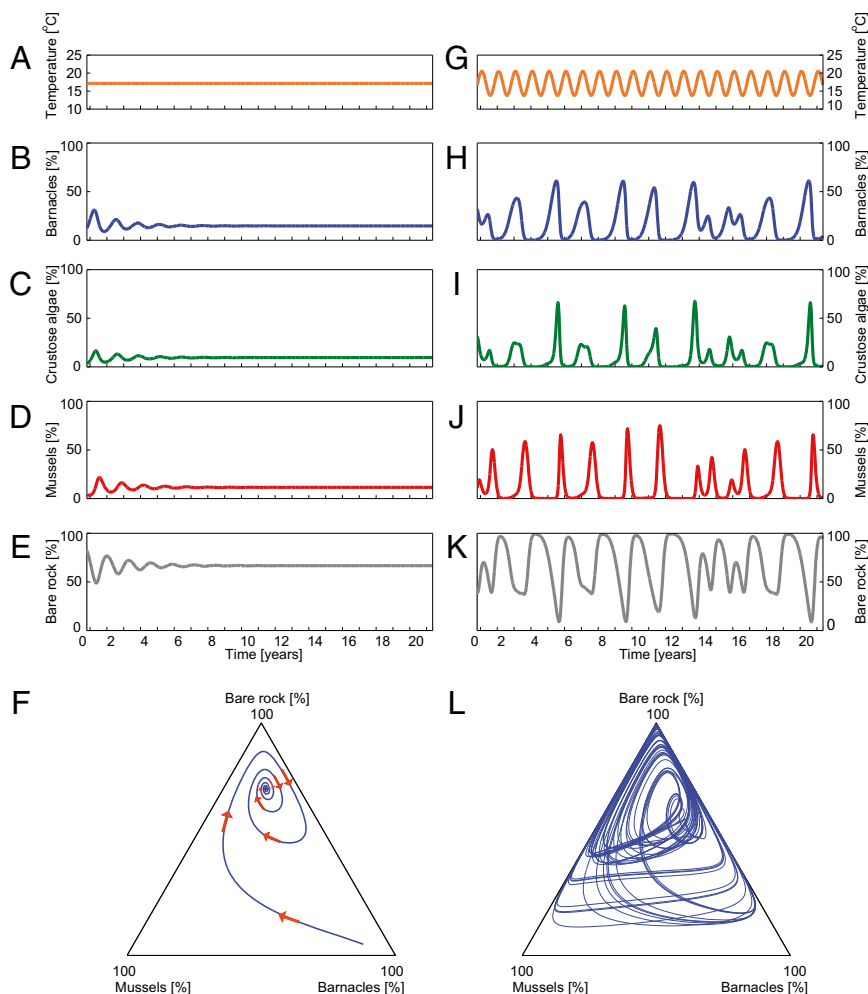 A
Temperature [°C]
25
20
15
10
G
25
20
15
10
Temperature [°C]
B
Barnacles [%]
100
50
0
H
100
50
0
Barnacles [%]
C
Crustose algae [%]
100
50
0
I
100
50
0
Crustose algae [%]
D
Mussels [%]
100
50
0
J
100
50
0
Mussels [%]
E
Bare rock [%]
100
50
0
K
100
50
0
Bare rock [%]
0 2 4 6 8 10 12 14 16 18 20
Time [years]
0 2 4 6 8 10 12 14 16 18 20
Time [years]
F
Bare rock [%]
100
100
Mussels [%]
100
Barnacles [%]
L
Bare rock [%]
100
100
Mussels [%]
100
Barnacles [%]